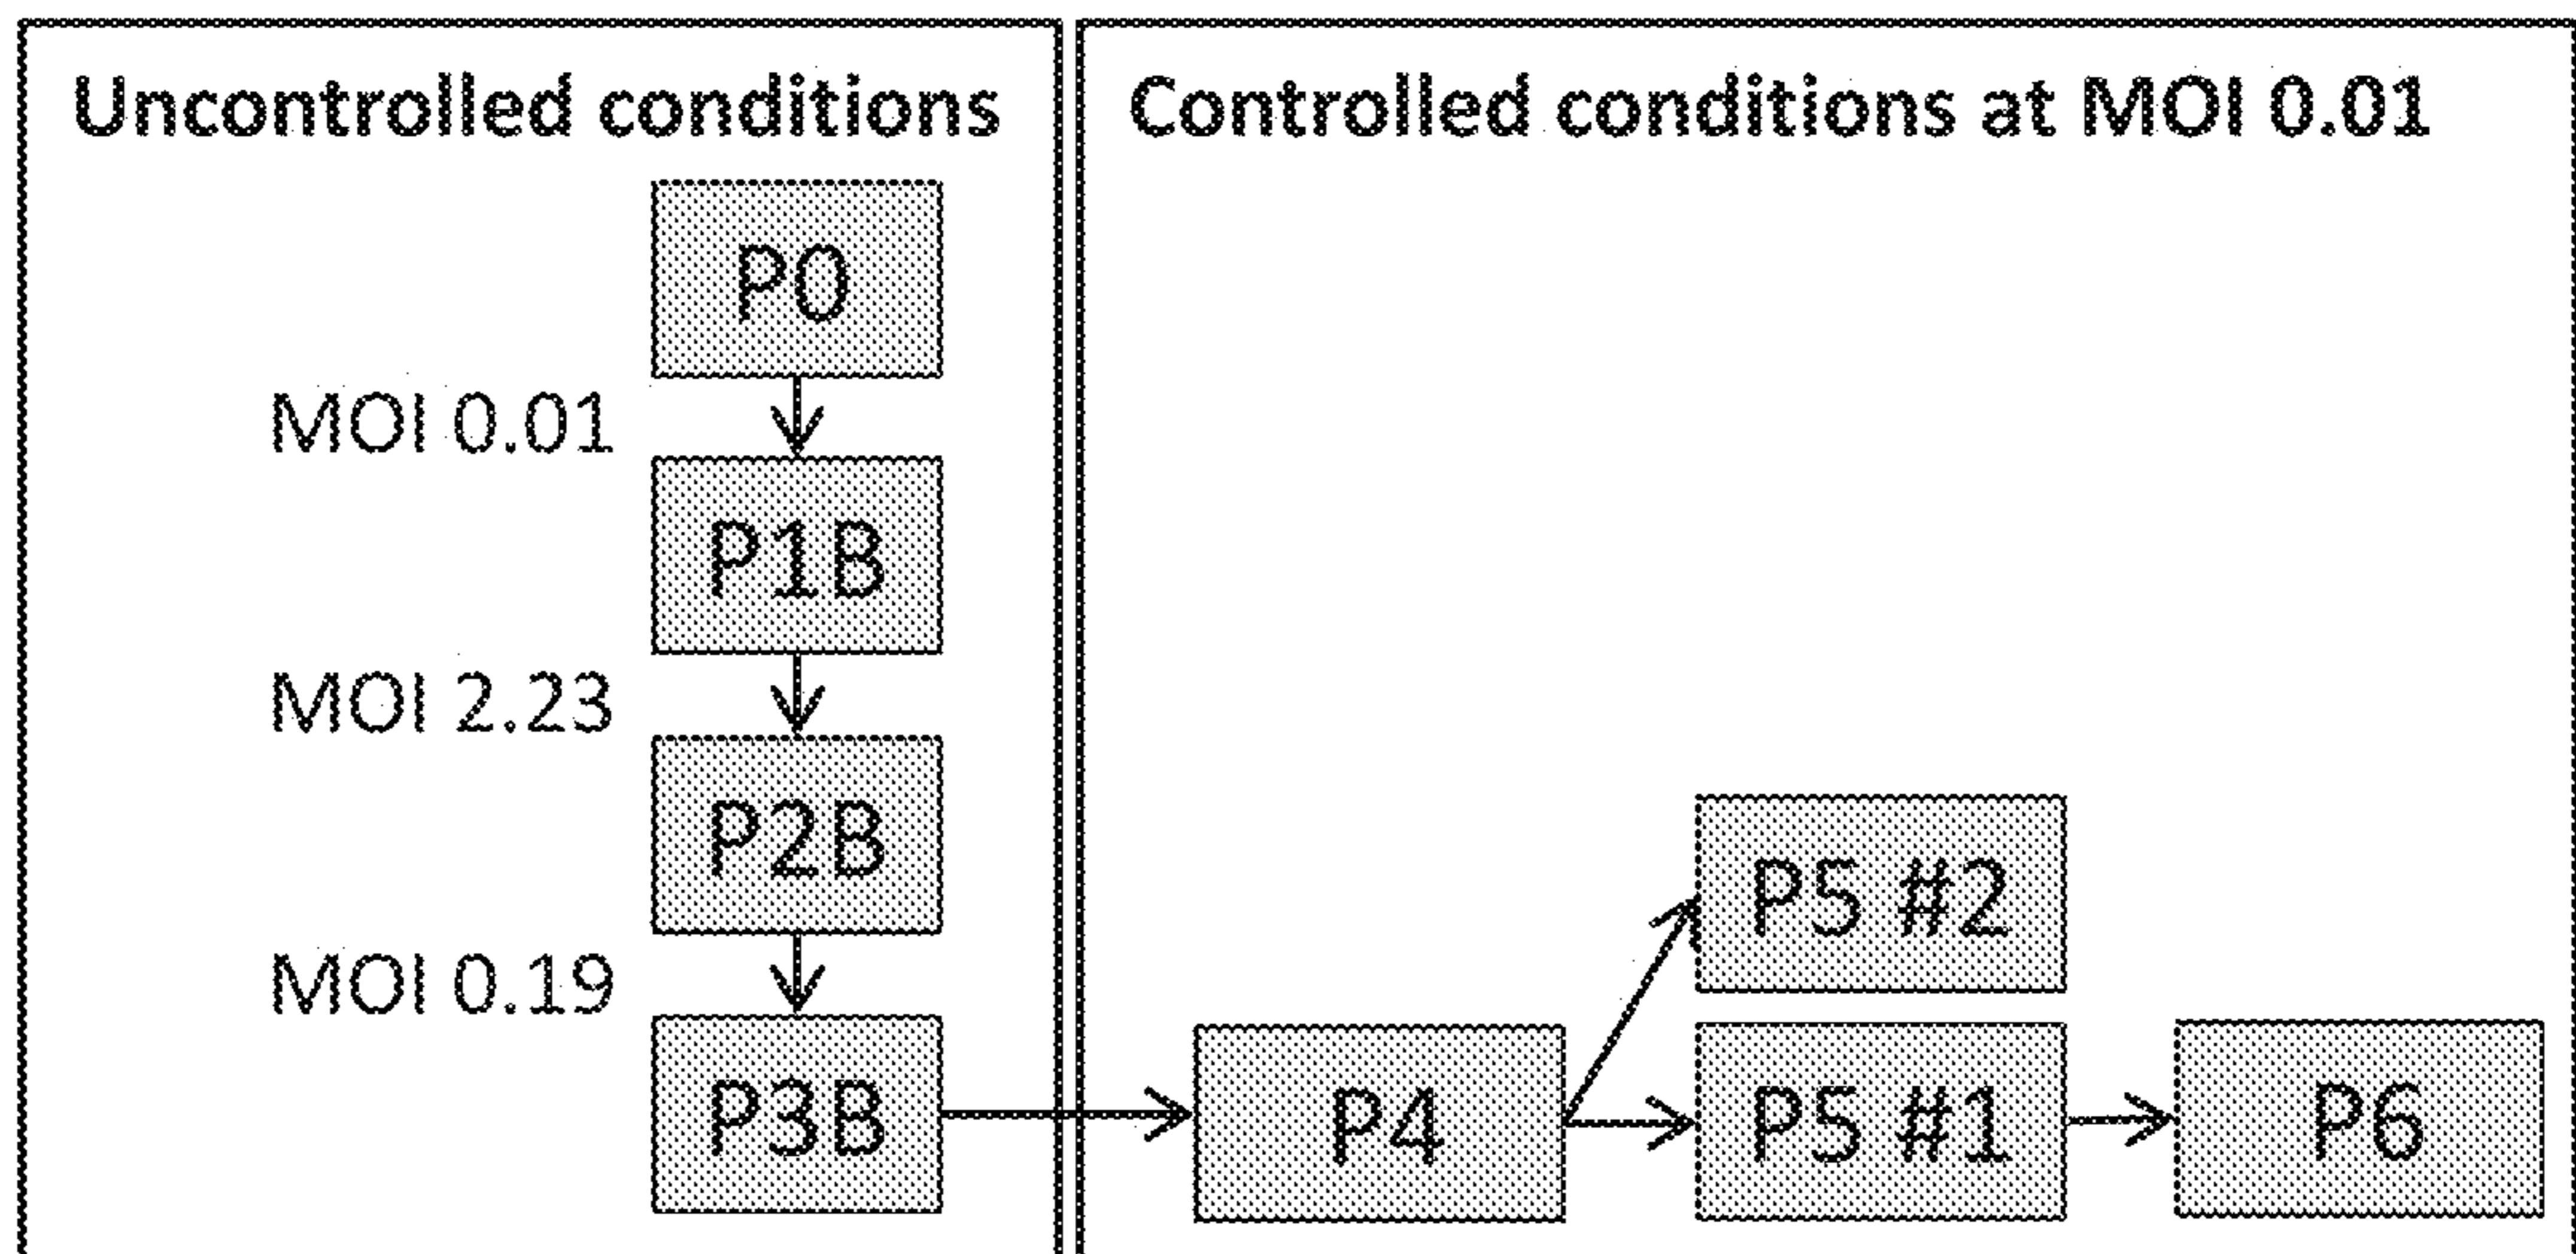 Uncontrolled conditions
P0
MOI 0.01
P1B
MOI 2.23
P2B
MOI 0.19
P3B
Controlled conditions at MOI 0.01
P5 #2
P4
P5 #1
P6